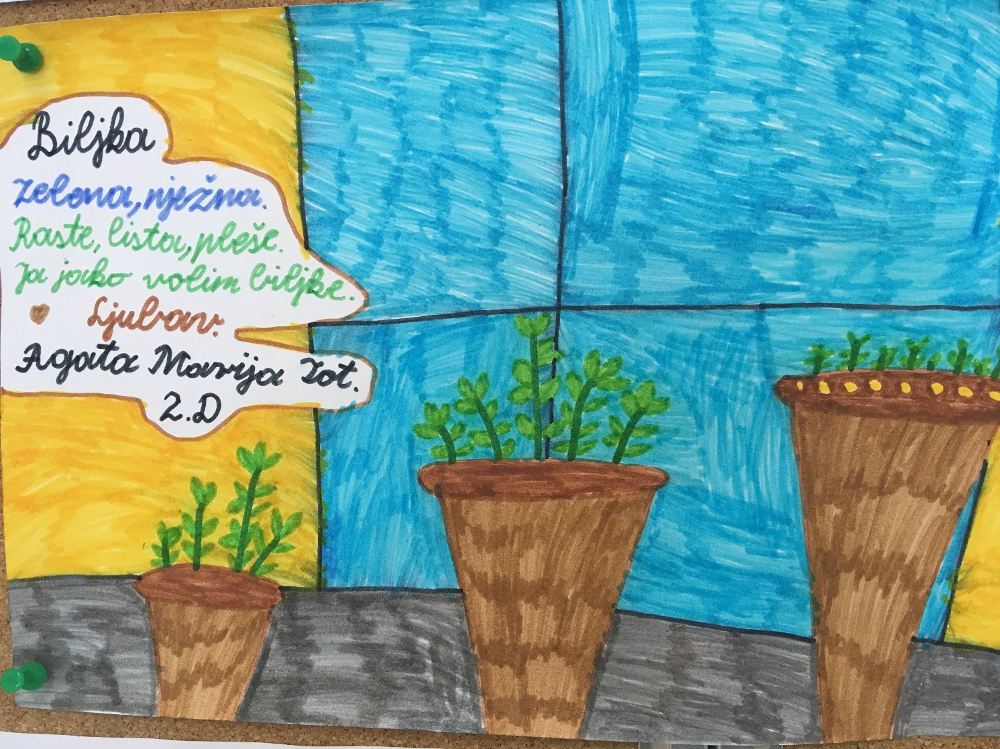 Biljka
Zelena, nježna.
Raste, lista, pleše.
Ja jako volim biljke.
Ljubav.
Agata Marija Zot.
2.D